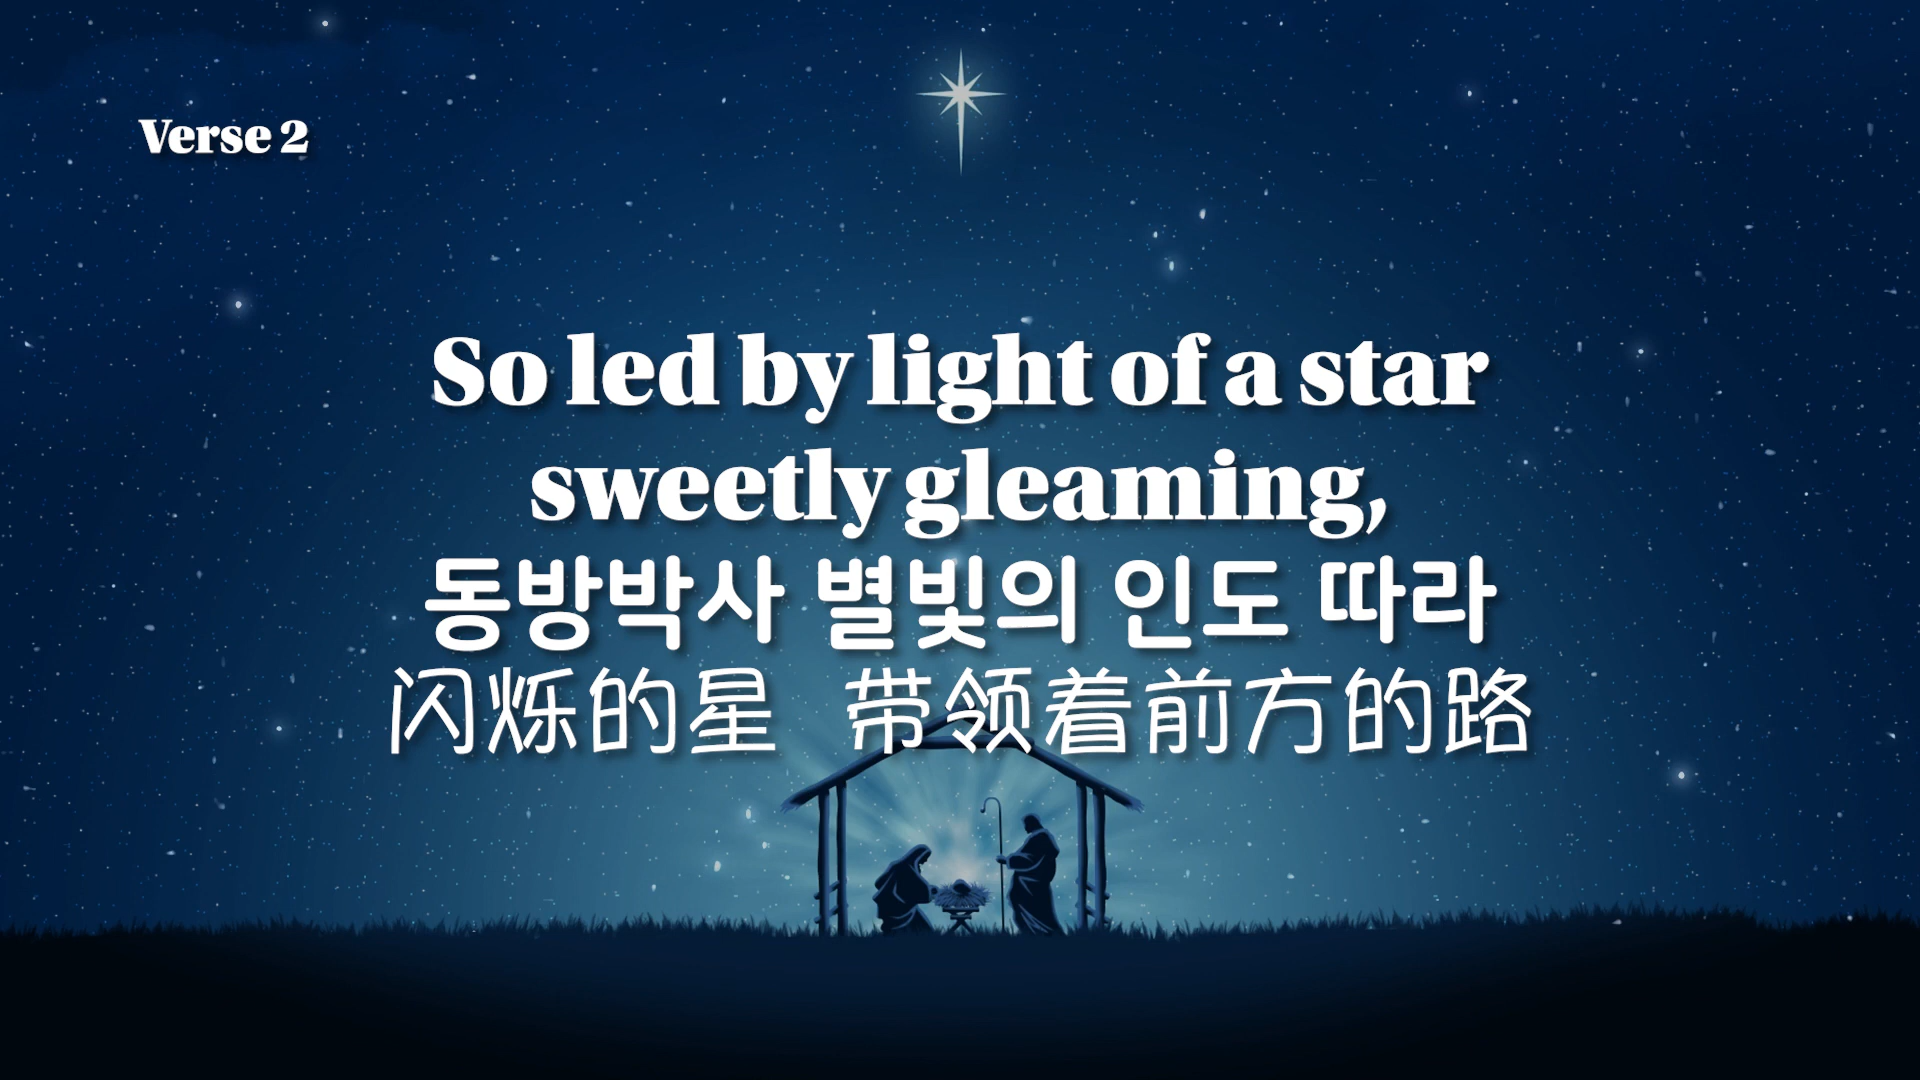 Verse 2
So led by light of a star
sweetly gleaming,
동방박사 별빛의 인도 따라
闪烁的星 带领着前方的路